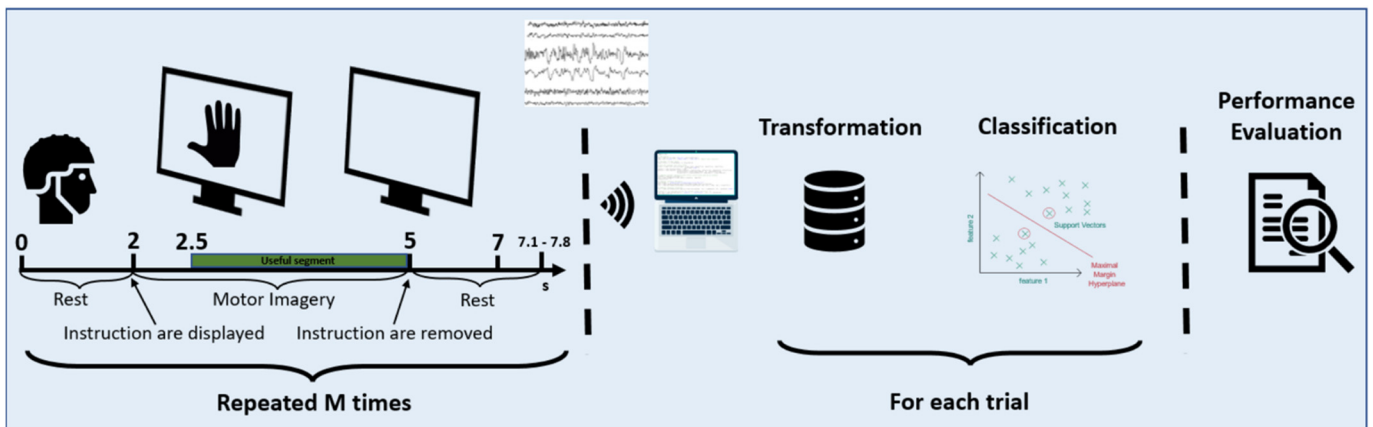 0
2
2.5
5
7
7.1 - 7.8
Useful segment
s
Rest
Motor Imagery
Rest
Instruction are displayed
Instruction are removed
Repeated M times
Transformation
Classification
feature 2
Support Vectors
Maximal
Margin
Hyperplane
feature 1
For each trial
Performance
Evaluation